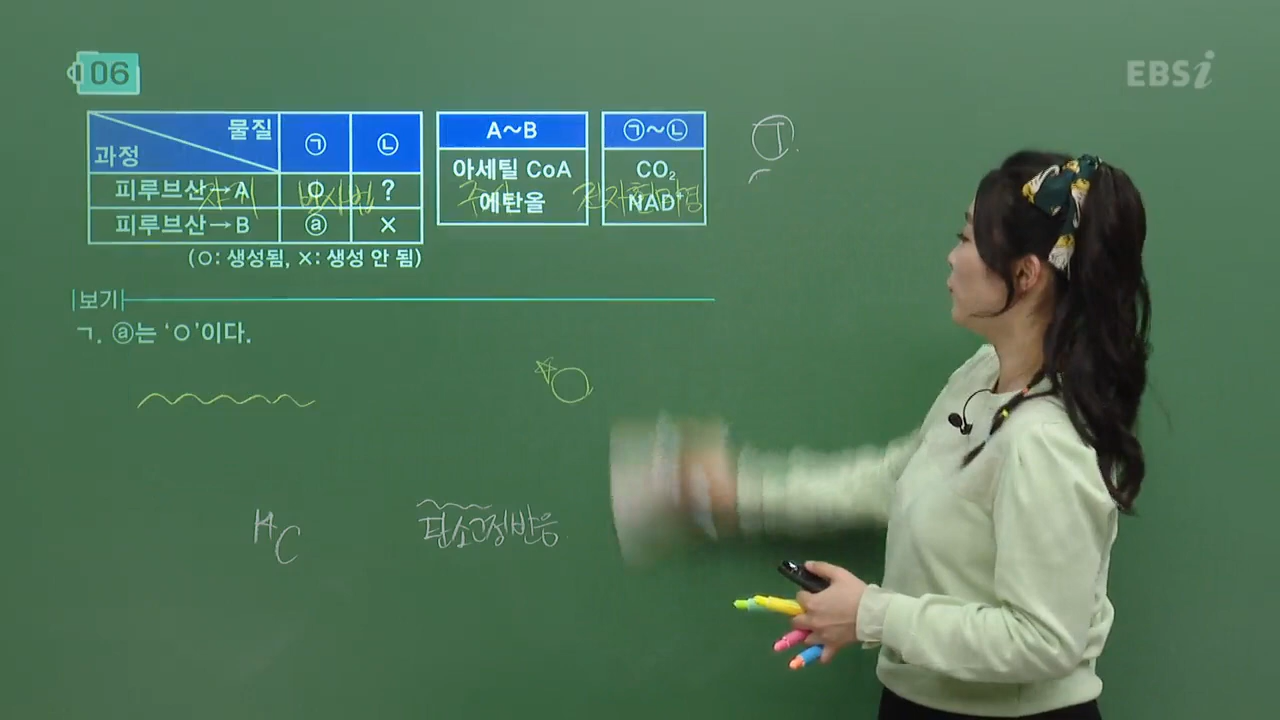 06
EBSi
물질 ㉠ ㉡
과정
피루브산→A ○ ?
피루브산→B ⓐ ×
(○: 생성됨, ×: 생성 안 됨)
A~B
아세틸 CoA
에탄올
㉠~㉡
CO₂
NAD⁺
|보기|
ㄱ. ⓐ는 '○'이다.
H C
탄소고정반응